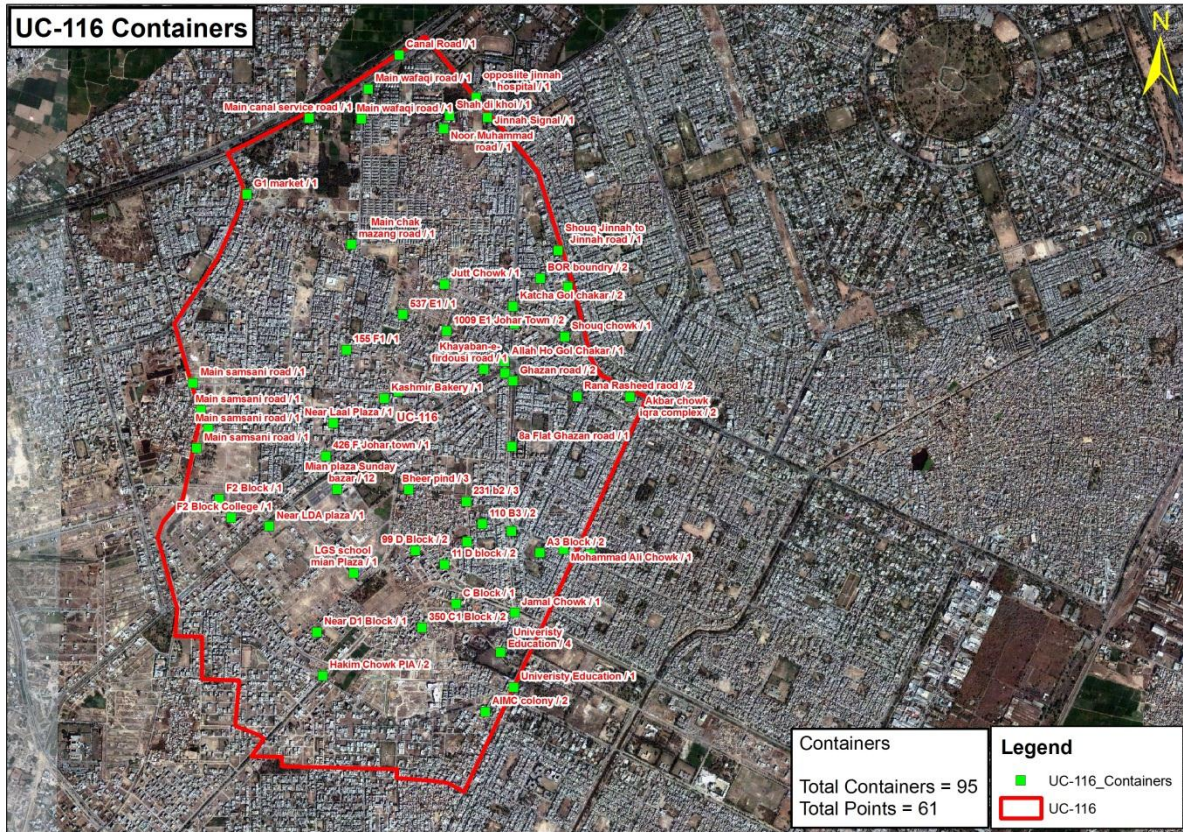 UC-116 Containers
N
Canal Road / 1
Main wafaqi road / 1
opposiite jinnah
hospital / 1
Main canal service road / 1
Main wafaqi road / 1
Shah di khoi / 1
Jinnah Signal / 1
Noor Muhammad
road / 1
G1 market / 1
Main chak
mazang road / 1
Shouq Jinnah to
Jinnah road / 1
Jutt Chowk / 1
BOR boundry / 2
Katcha Gol chakar / 2
537 E1 / 1
1009 E1 Johar Town / 2
Shouq chowk / 1
155 F1 / 1
Khayaban-e-
firdousi road / 1
Allah Ho Gol Chakar / 1
Ghazan road / 2
Main samsani road / 1
Kashmir Bakery / 1
Rana Rasheed raod / 2
Main samsani road / 1
Akbar chowk
iqra complex / 2
Main samsani road / 1
Near Laal Plaza / 1
UC-116
Main samsani road / 1
426 F Johar town / 1
8a Flat Ghazan road / 1
Mian plaza Sunday
bazar / 12
Bheer pind / 3
231 b2 / 3
F2 Block / 1
F2 Block College / 1
Near LDA plaza / 1
110 B3 / 2
99 D Block / 2
11 D block / 2
A3 Block / 2
Mohammad Ali Chowk / 1
LGS school
mian Plaza / 1
C Block / 1
350 C1 Block / 2
Jamal Chowk / 1
Near D1 Block / 1
Univeristy
Education / 4
Hakim Chowk PIA / 2
Univeristy Education / 1
AIMC colony / 2
Containers
Total Containers = 95
Total Points = 61
Legend
UC-116_Containers
UC-116